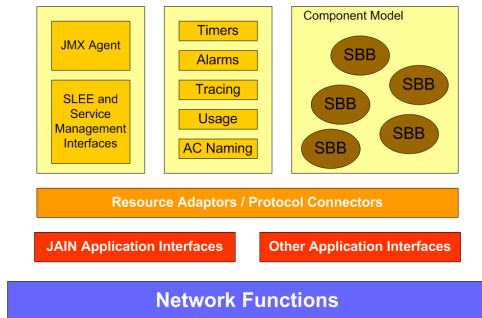 JMX Agent
SLEE and
Service
Management
Interfaces
Timers
Alarms
Tracing
Usage
AC Naming
Component Model
SBB
SBB
SBB
SBB
SBB
Resource Adaptors / Protocol Connectors
JAIN Application Interfaces
Other Application Interfaces
Network Functions